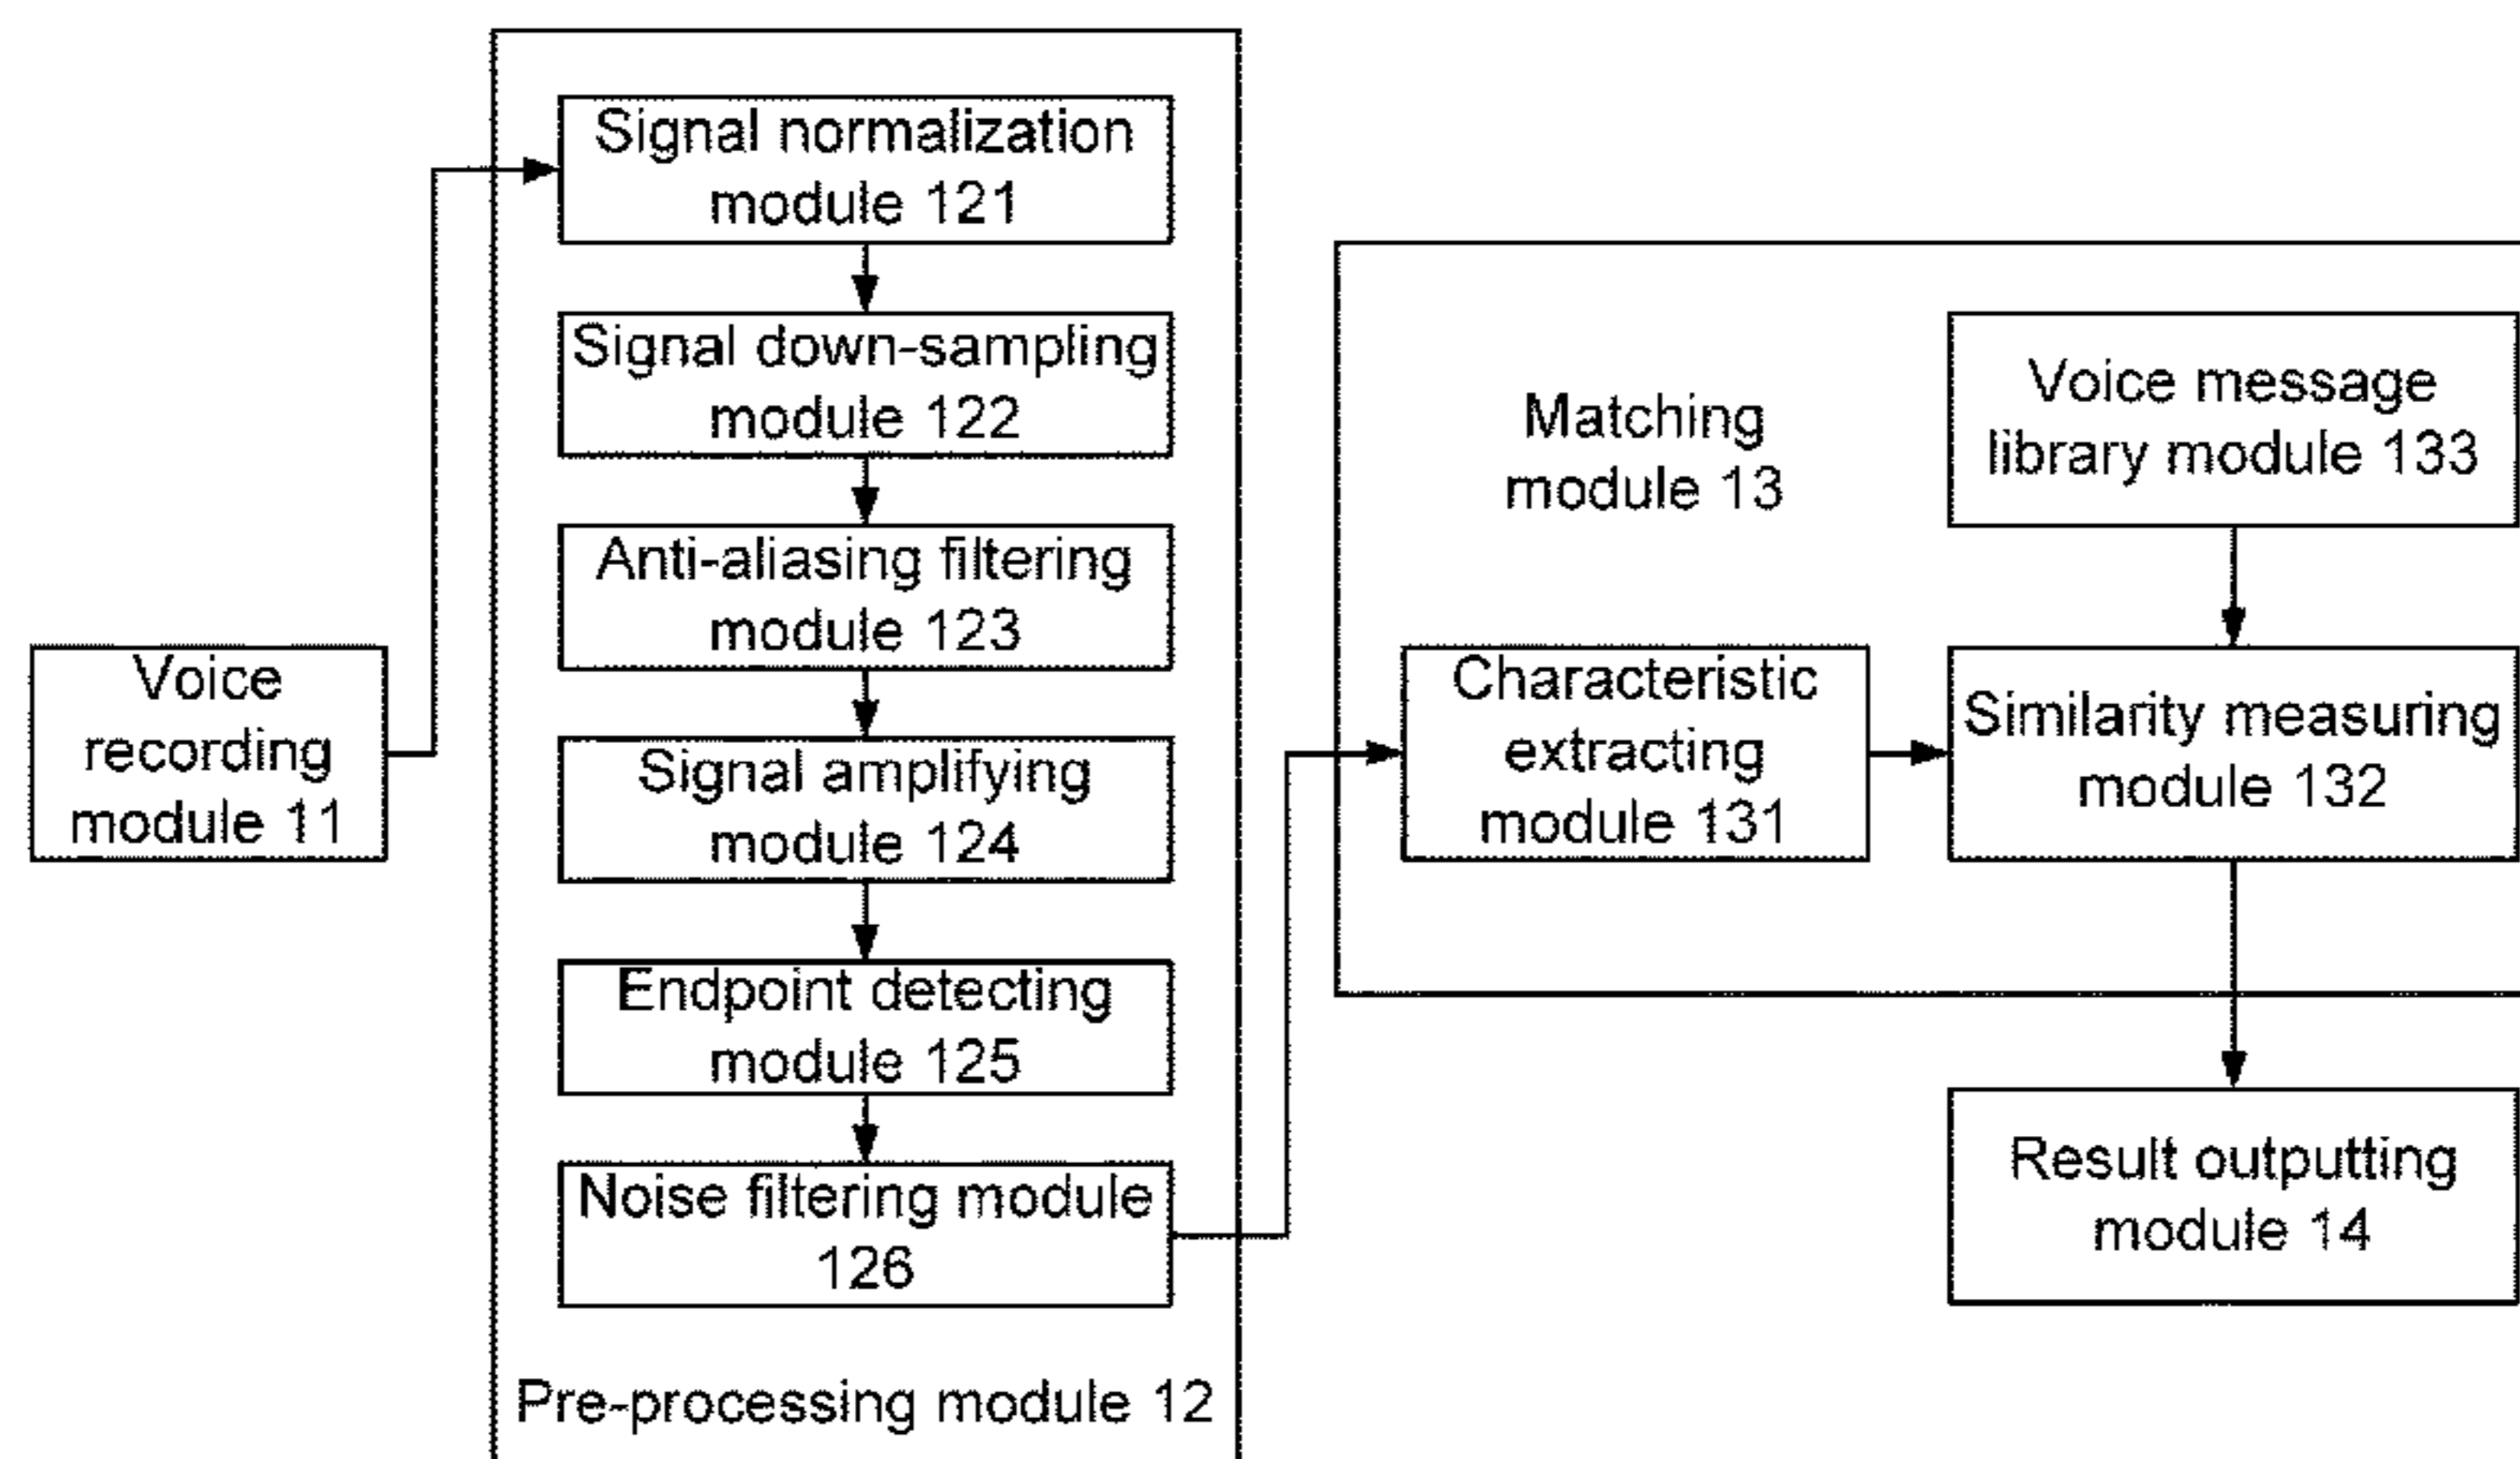 Voice
recording
module 11
Signal normalization
module 121
Signal down-sampling
module 122
Anti-aliasing filtering
module 123
Signal amplifying
module 124
Endpoint detecting
module 125
Noise filtering module
126
Pre-processing module 12
Matching
module 13
Characteristic
extracting
module 131
Voice message
library module 133
Similarity measuring
module 132
Result outputting
module 14